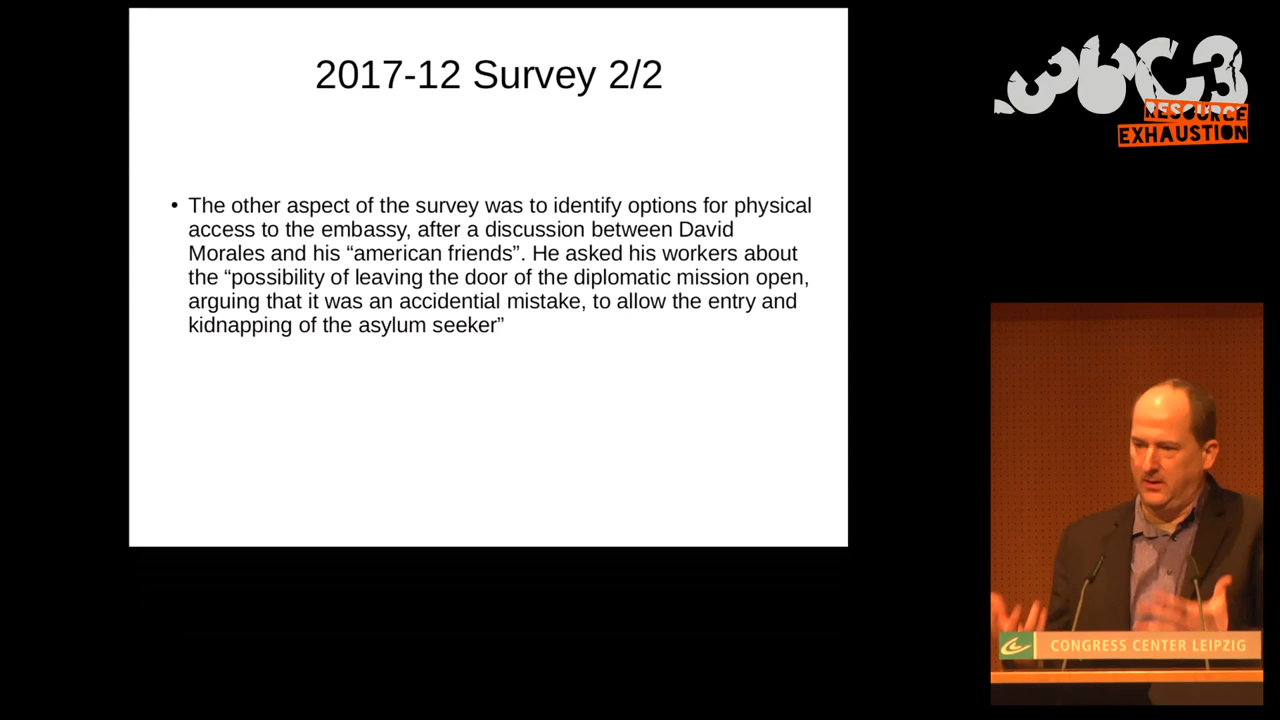 2017-12 Survey 2/2
• The other aspect of the survey was to identify options for physical
access to the embassy, after a discussion between David
Morales and his “american friends”. He asked his workers about
the “possibility of leaving the door of the diplomatic mission open,
arguing that it was an accidental mistake, to allow the entry and
kidnapping of the asylum seeker”
36C3
RESOURCE
EXHAUSTION
CONGRESS CENTER LEIPZIG